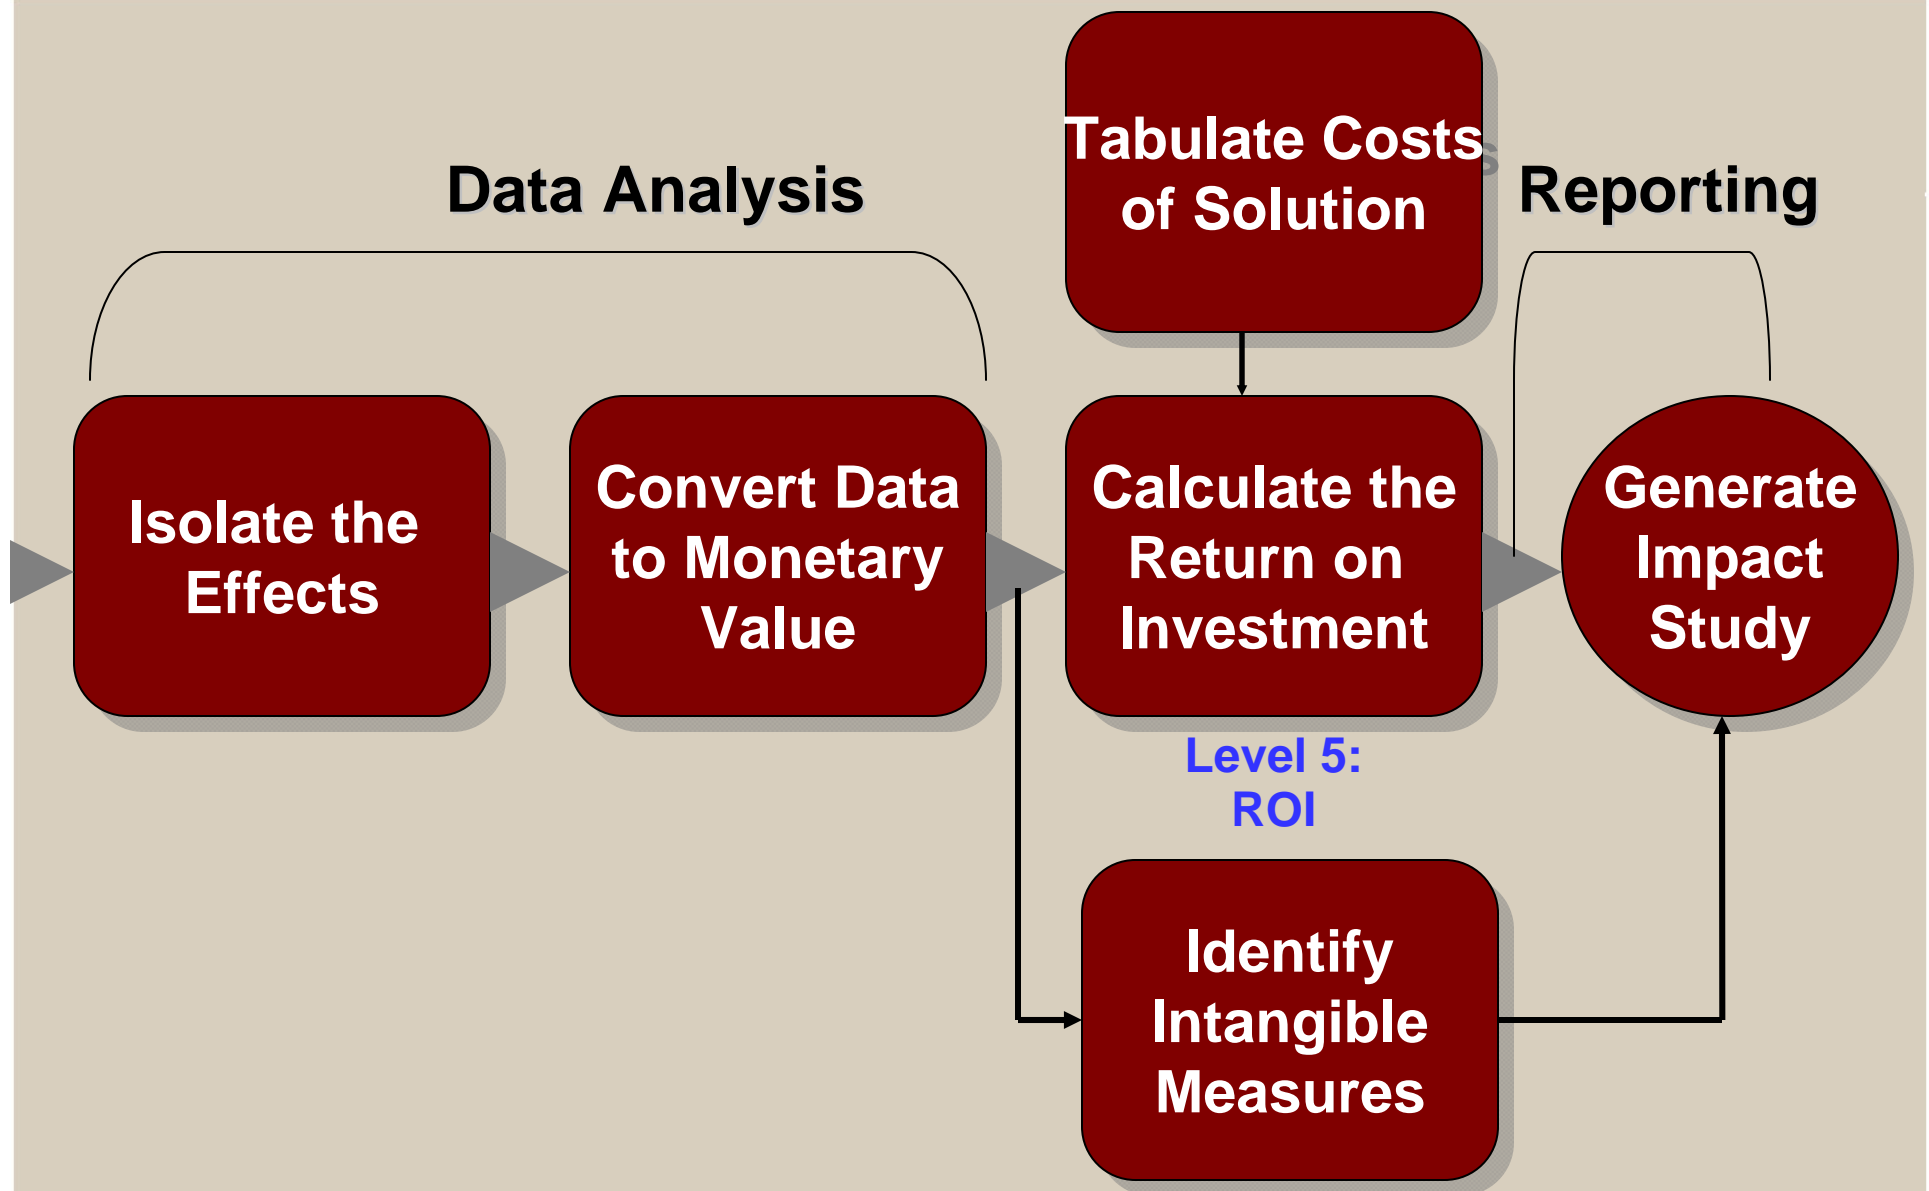 Tabulate Costs
of Solution
Data Analysis
Reporting
Isolate the
Effects
Convert Data
to Monetary
Value
Calculate the
Return on
Investment
Generate
Impact
Study
Level 5:
ROI
Identify
Intangible
Measures